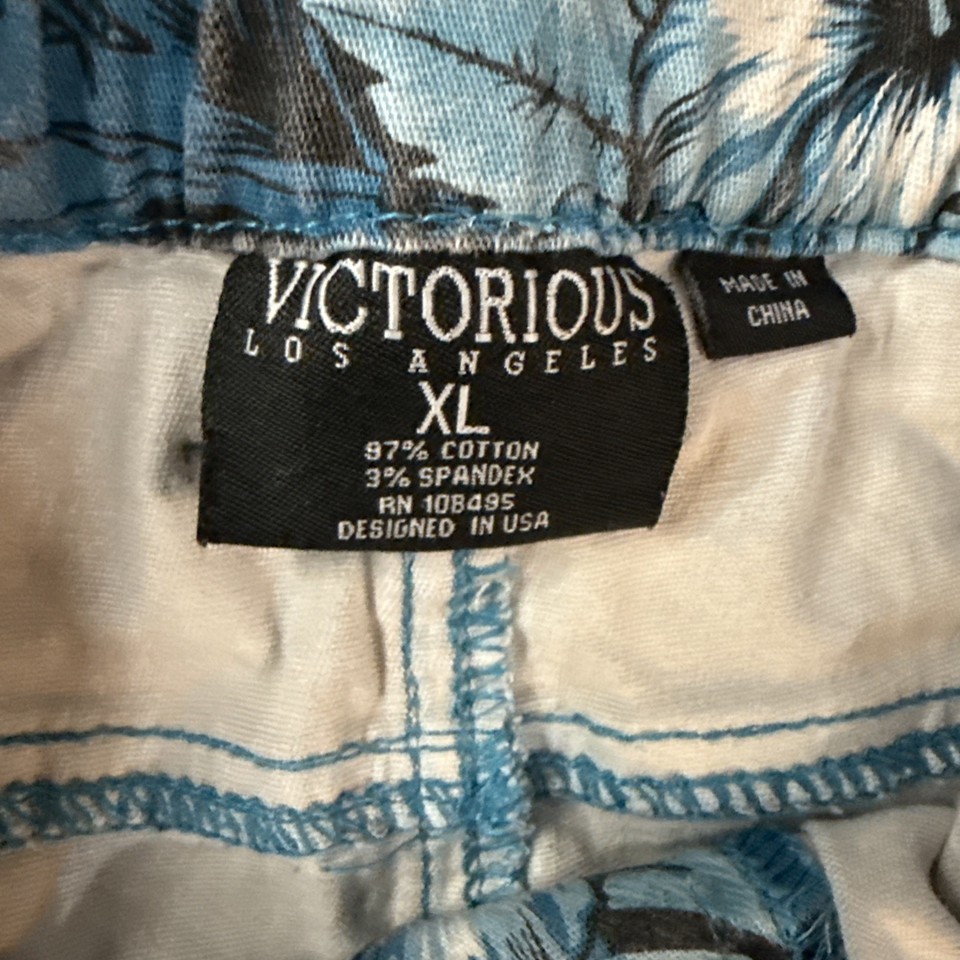 VICTORIOUS
LOS ANGELES
XL
97% COTTON
3% SPANDEX
RN 108495
DESIGNED IN USA
MADE IN
CHINA